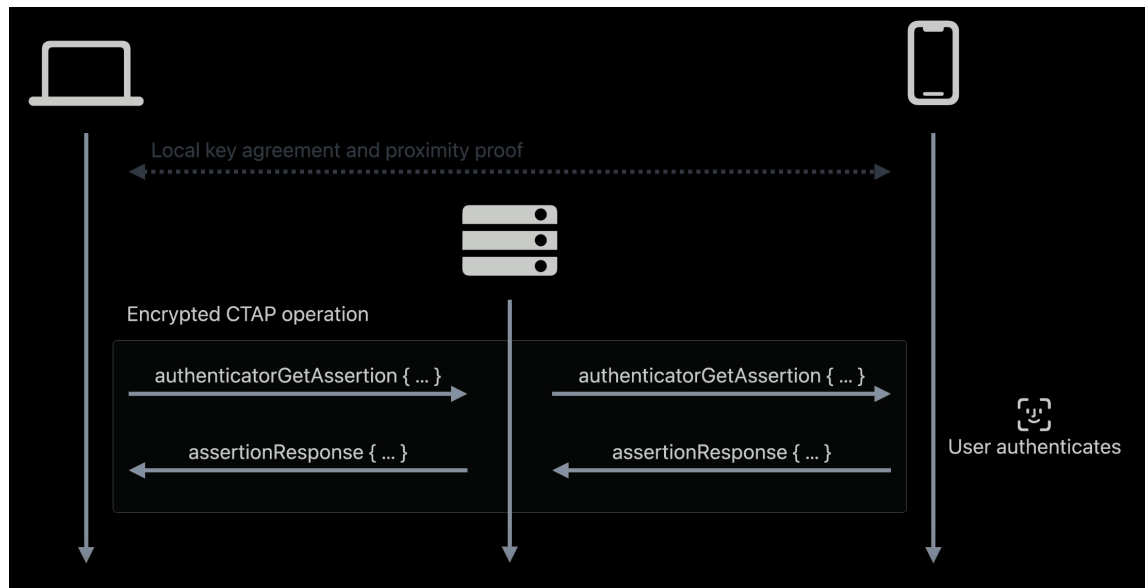 Local key agreement and proximity proof
Encrypted CTAP operation
authenticatorGetAssertion { ... }
authenticatorGetAssertion { ... }
assertionResponse { ... }
assertionResponse { ... }
User authenticates